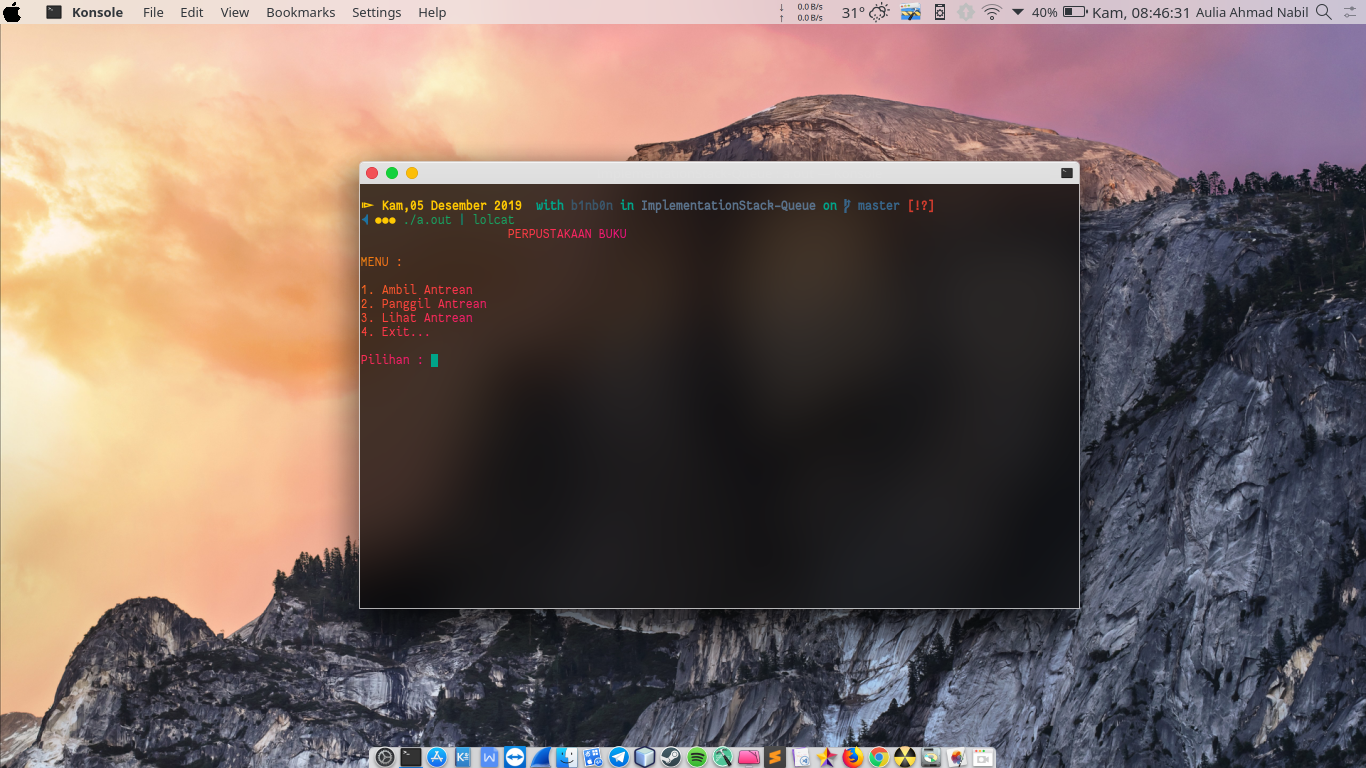 Konsole File Edit View Bookmarks Settings Help
0.0 B/s
0.0 B/s
31° 40% Kam, 08:46:31 Aulia Ahmad Nabil
Kam,05 Desember 2019 with b1nb0n in ImplementationStack-Queue on master [!?]
●●● ./a.out | lolcat
PERPUSTAKAAN BUKU
MENU :
1. Ambil Antrean
2. Panggil Antrean
3. Lihat Antrean
4. Exit...
Pilihan :